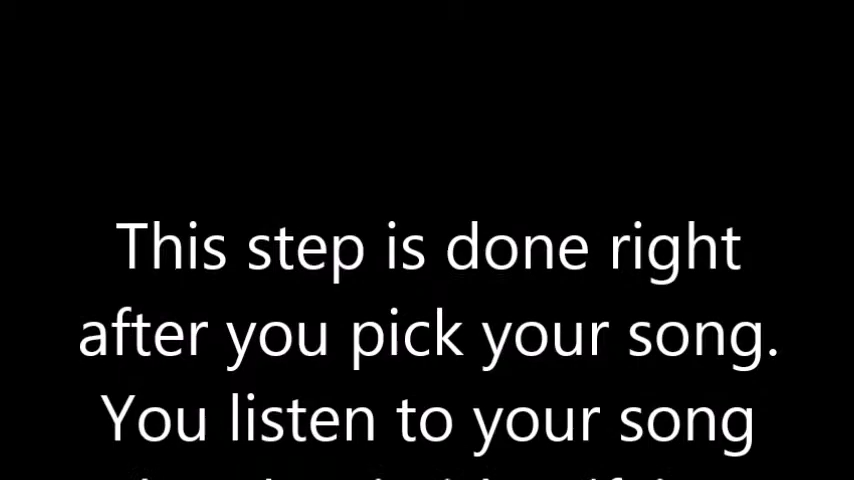 This step is done right
after you pick your song.
You listen to your song